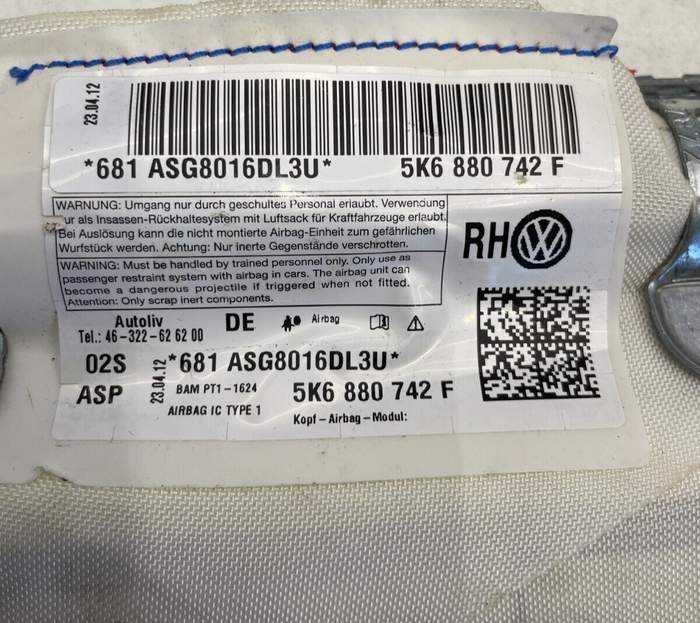 23.04.12
*681 ASG8016DL3U* 5K6 880 742 F
WARNUNG: Umgang nur durch geschultes Personal erlaubt. Verwendung
ur als Insassen-Rückhaltesystem mit Luftsack für Kraftfahrzeuge erlaubt.
Bei Auslösung kann die nicht montierte Airbag-Einheit zum gefährlichen
Wurfstück werden. Achtung: Nur inerte Gegenstände verschrotten.
WARNING: Must be handled by trained personnel only. Only use as
passenger restraint system with airbag in cars. The airbag unit can
become a dangerous projectile if triggered when not fitted.
Attention: Only scrap inert components.
RH VW
Autoliv DE Airbag
Tel.: 46-322-62 62 00
02S 23.04.12 *681 ASG8016DL3U*
ASP BAM PT1-1624 5K6 880 742 F
AIRBAG IC TYPE 1 Kopf-Airbag-Modul: